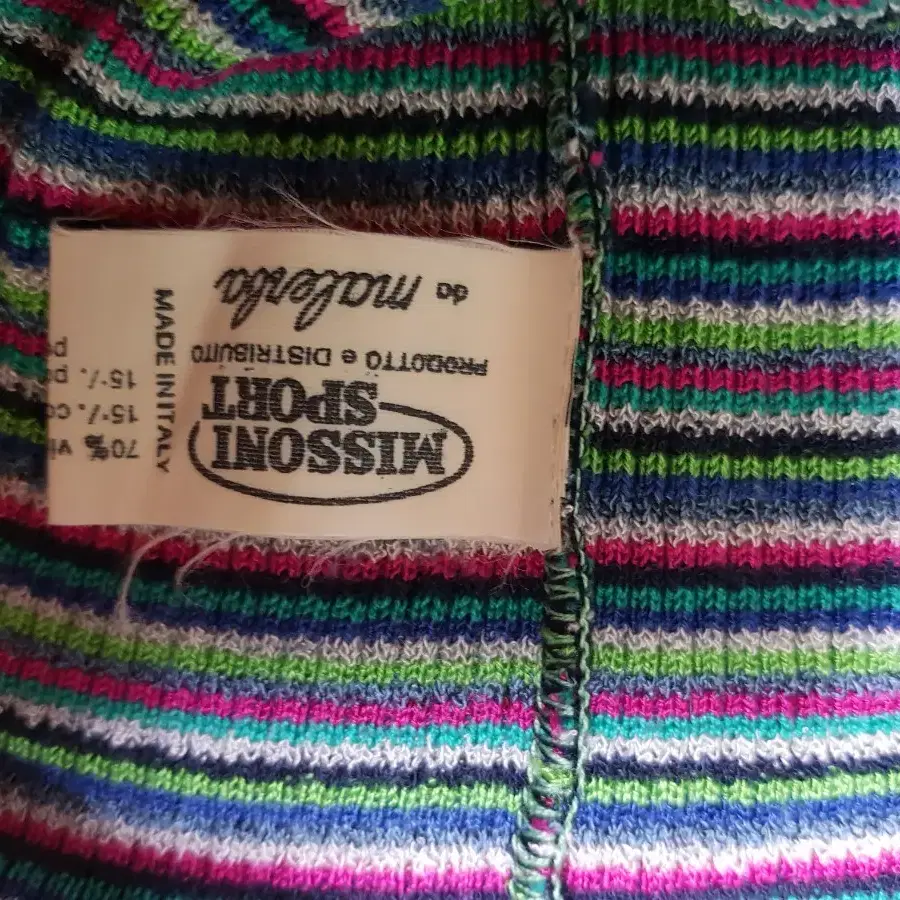 MISSONI
SPORT
PRODOTTO e DISTRIBUITO
da malerba
MADE IN ITALY
70%
15%
15%